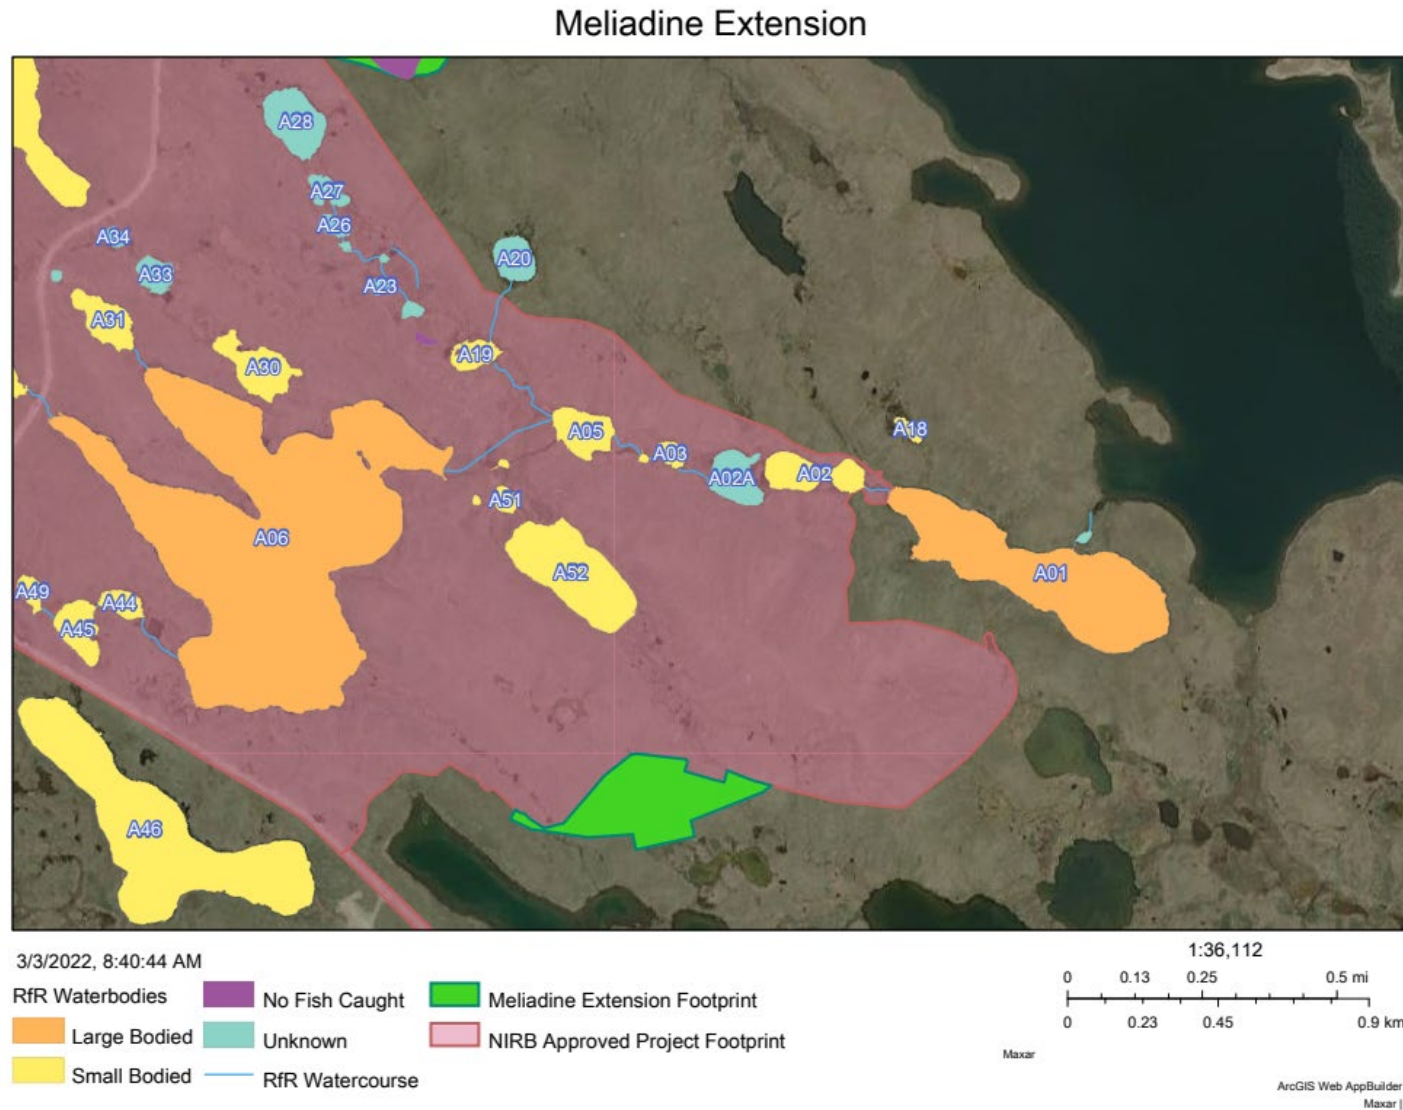 Meliadine Extension
A28
A27
A26
A34
A20
A33
A23
A31
A19
A30
A18
A05
A03
A02
A02A
A51
A06
A52
A01
A49
A44
A45
A46
3/3/2022, 8:40:44 AM
RfR Waterbodies
Large Bodied
Small Bodied
No Fish Caught
Unknown
RfR Watercourse
Meliadine Extension Footprint
NIRB Approved Project Footprint
1:36,112
0 0.13 0.25 0.5 mi
0 0.23 0.45 0.9 km
Maxar
ArcGIS Web AppBuilder
Maxar |